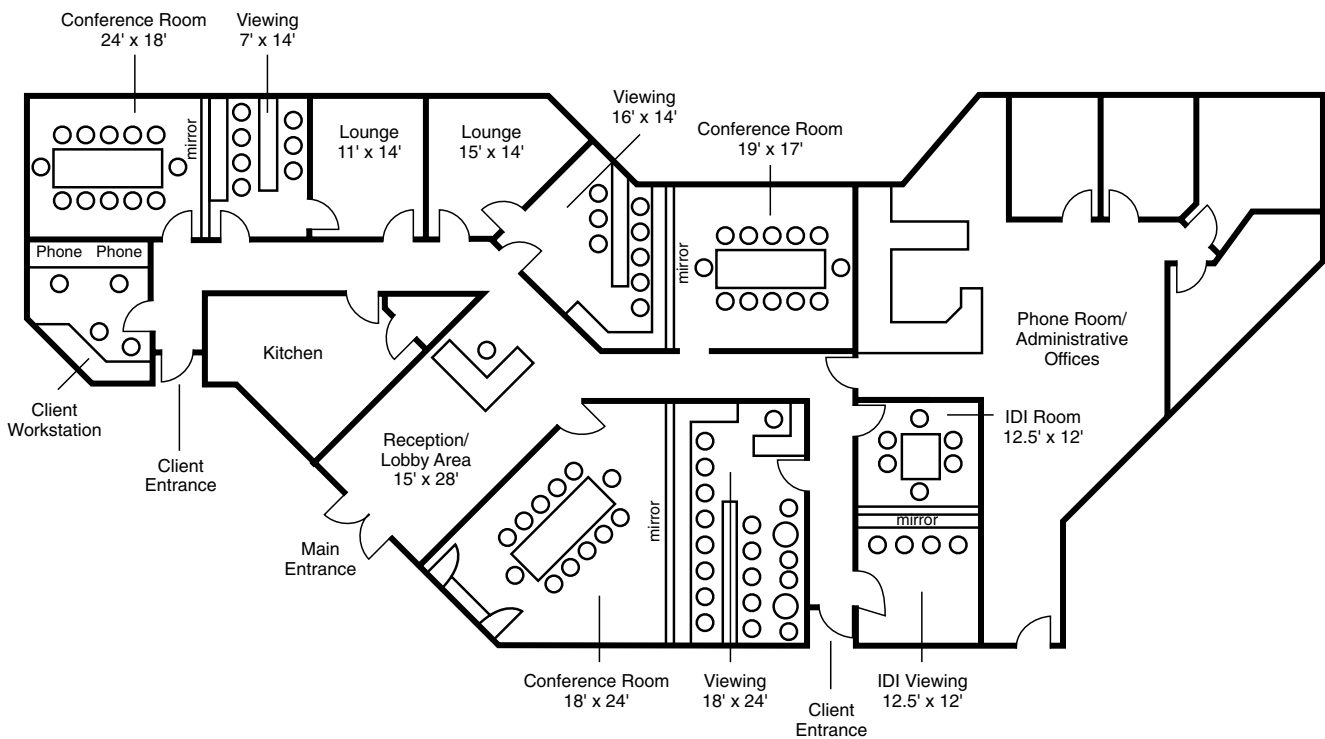 Conference Room
24' x 18'
Viewing
7' x 14'
Viewing
16' x 14'
Conference Room
19' x 17'
mirror
Lounge
11' x 14'
Lounge
15' x 14'
Phone Phone
mirror
Kitchen
Phone Room/
Administrative
Offices
Client
Workstation
Client
Entrance
Reception/
Lobby Area
15' x 28'
IDI Room
12.5' x 12'
mirror
mirror
Main
Entrance
Conference Room
18' x 24'
Viewing
18' x 24'
IDI Viewing
12.5' x 12'
Client
Entrance